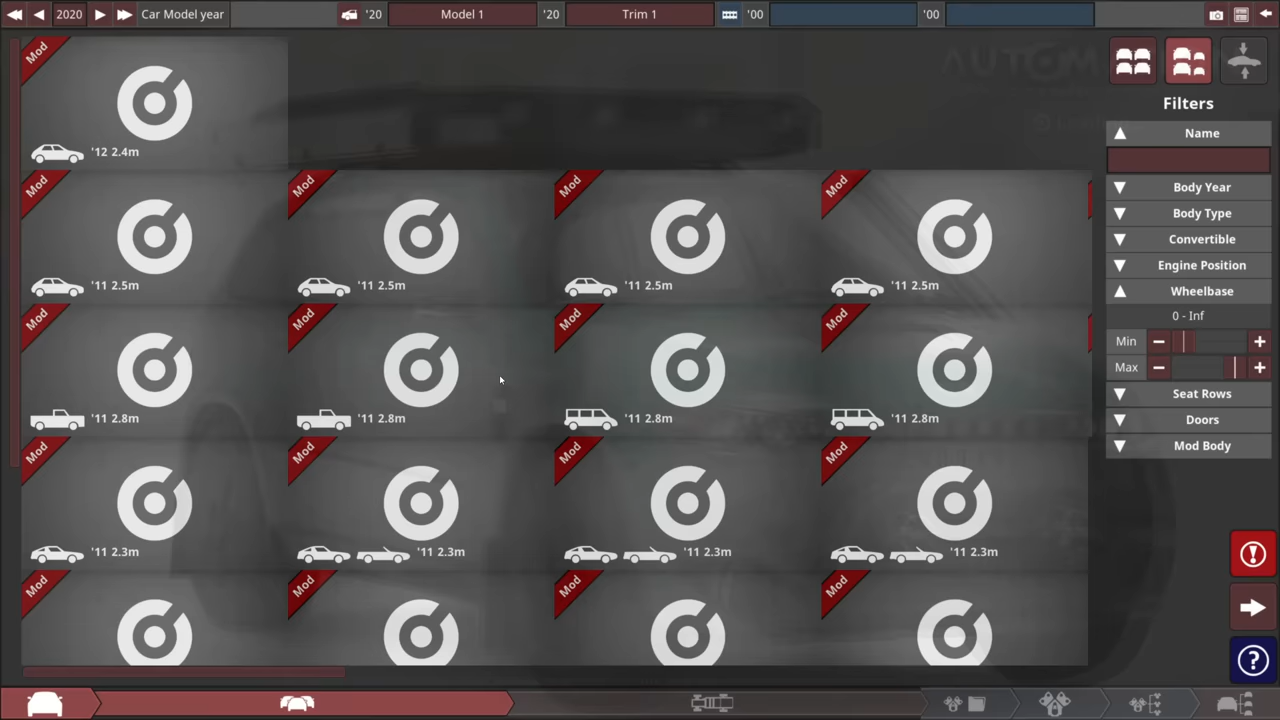 2020 Car Model year '20 Model 1 '20 Trim 1 '00 '00
AUTOM
Filters
Name
Body Year
Body Type
Convertible
Engine Position
Wheelbase
0 - Inf
Min
Max
Seat Rows
Doors
Mod Body
Mod
'12 2.4m
Mod Mod Mod Mod
'11 2.5m '11 2.5m '11 2.5m '11 2.5m
Mod Mod Mod Mod
'11 2.8m '11 2.8m '11 2.8m '11 2.8m
Mod Mod Mod Mod
'11 2.3m '11 2.3m '11 2.3m '11 2.3m
Mod Mod Mod Mod